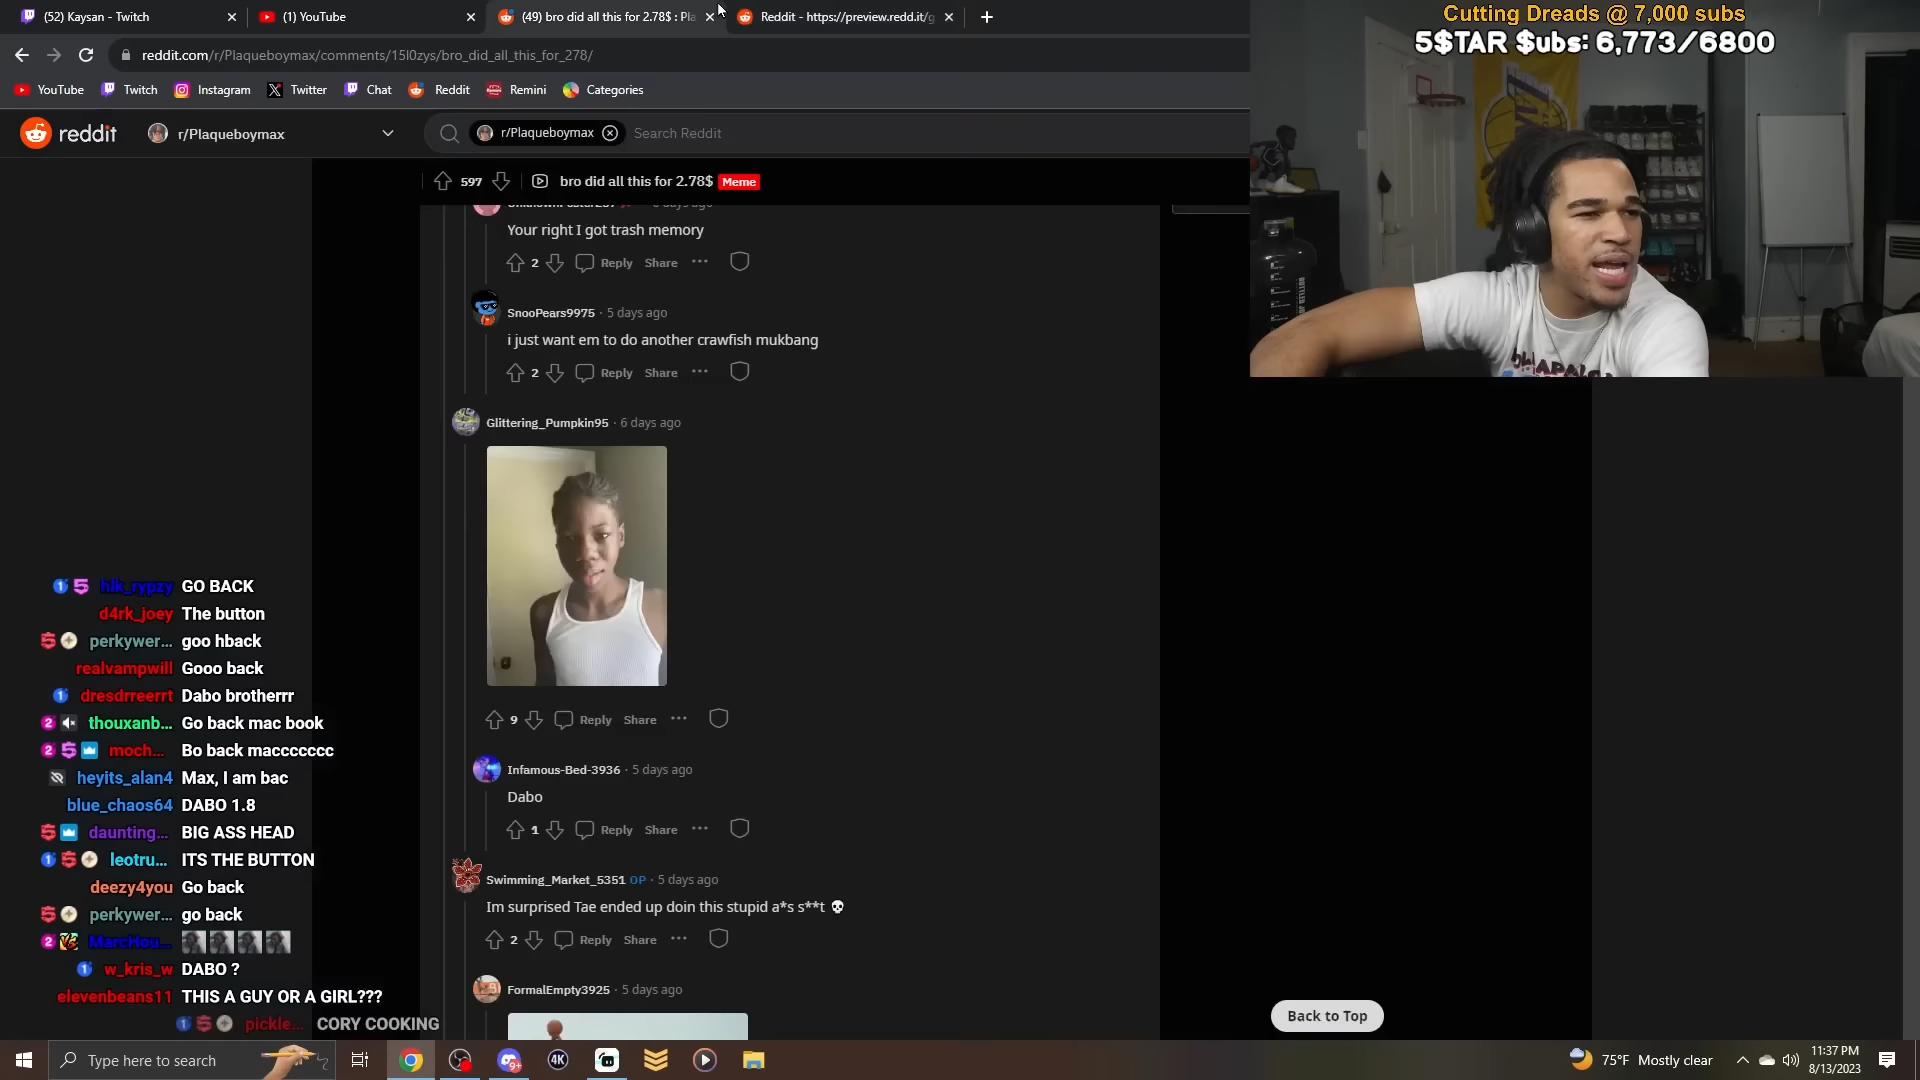 (52) Kaysan - Twitch
(1) YouTube
(49) bro did all this for 2.78$ : Pla
Reddit - https://preview.redd.it/g
Cutting Dreads @ 7,000 subs
5$TAR $ubs: 6,773/6800
reddit.com/r/Plaqueboymax/comments/15l0zys/bro_did_all_this_for_278/
YouTube Twitch Instagram Twitter Chat Reddit Remini Categories
reddit r/Plaqueboymax r/Plaqueboymax Search Reddit
597 bro did all this for 2.78$ Meme
Your right I got trash memory
2 Reply Share ...
SnooPears9975 · 5 days ago
i just want em to do another crawfish mukbang
2 Reply Share ...
Glittering_Pumpkin95 · 6 days ago
9 Reply Share ...
Infamous-Bed-3936 · 5 days ago
Dabo
1 Reply Share ...
Swimming_Market_5351 OP · 5 days ago
Im surprised Tae ended up doin this stupid a*s s**t 💀
2 Reply Share ...
FormalEmpty3925 · 5 days ago
Back to Top
hlk_rypzy GO BACK
d4rk_joey The button
perkywer... goo hback
realvampwill Gooo back
dresdrreerrt Dabo brotherrr
thouxanb... Go back mac book
moch... Bo back maccccccc
heyits_alan4 Max, I am bac
blue_chaos64 DABO 1.8
daunting... BIG ASS HEAD
leotru... ITS THE BUTTON
deezy4you Go back
perkywer... go back
MarcHou...
w_kris_w DABO ?
elevenbeans11 THIS A GUY OR A GIRL???
pickle... CORY COOKING
Type here to search
9+
4K
75°F Mostly clear
11:37 PM
8/13/2023